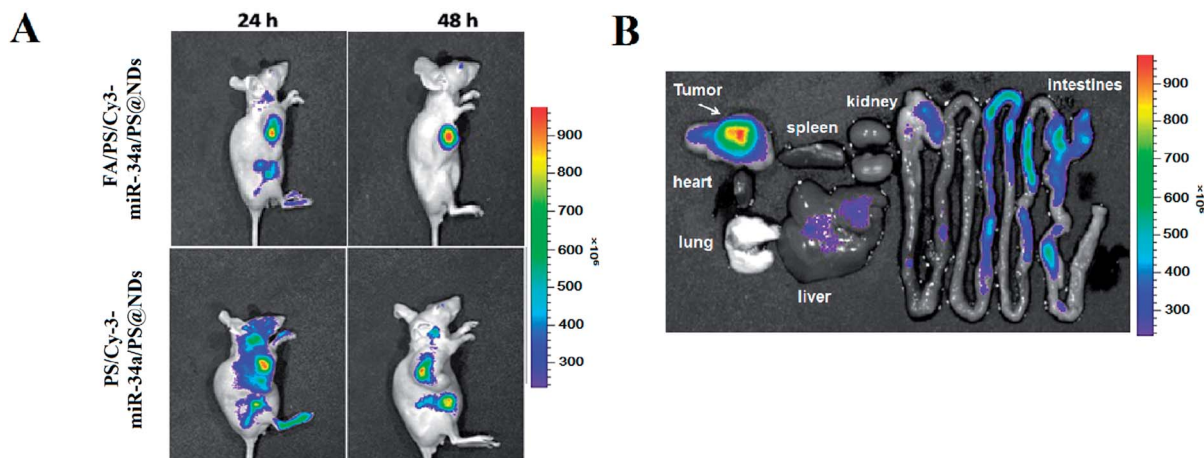 A
24 h
48 h
FA/PS/Cy3-
miR-34a/PS@NDs
PS/Cy-3-
miR-34a/PS@NDs
900
800
700
600
500
400
300
×10⁶
B
Tumor
kidney
intestines
spleen
heart
lung
liver
900
800
700
600
500
400
300
×10⁶